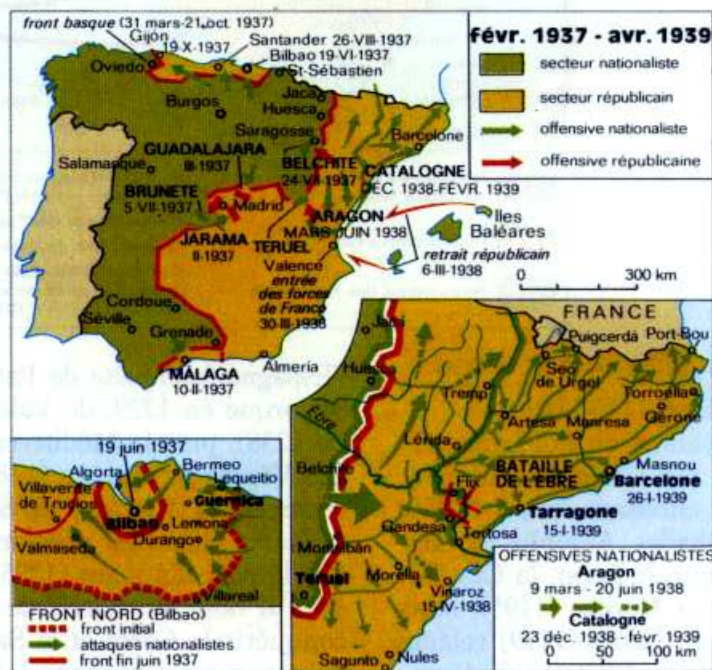 févr. 1937 - avr. 1939
secteur nationaliste
secteur républicain
offensive nationaliste
offensive républicaine
front basque (31 mars-21 oct. 1937)
Gijón
19-X-1937
Oviedo
Santander 26-VIII-1937
Bilbao 19-VI-1937
St-Sébastien
Burgos
Jaca
Huesca
Saragosse
Barcelone
GUADALAJARA
III-1937
Salamanque
BELCHITE
24-VII-1937
CATALOGNE
DÉC. 1938-FÉVR. 1939
BRUNETE
5-VII-1937
Madrid
ARAGON
MARS-JUIN 1938
Iles
Baléares
JARAMA
II-1937
TERUEL
retrait républicain
6-III-1938
Valence
entrée
des forces
de Franco
30-III-1938
0 300 km
Cordoue
Séville
Grenade
Almería
MÁLAGA
10-II-1937
FRANCE
Jaca
Puigcerdá
Port-Bou
Huesca
Seo
de Urgel
Tremp
Torroella
Gérone
Artesa
Manresa
Ebre
Lérida
Masnou
Belchite
BATAILLE
DE L'EBRE
Flix
Barcelone
26-I-1939
Gandesa
Tarragone
15-I-1939
Tortosa
Montalbán
Morella
Teruel
Vinaroz
15-IV-1938
Sagunto
Nules
OFFENSIVES NATIONALISTES
Aragon
9 mars - 20 juin 1938
Catalogne
23 déc. 1938 - févr. 1939
0 50 100 km
19 juin 1937
Algorta
Bermeo
Lequeitio
Villaverde
de Trucios
Guernica
Bilbao
Lemona
Durango
Valmaseda
Villareal
FRONT NORD (Bilbao)
front initial
attaques nationalistes
front fin juin 1937